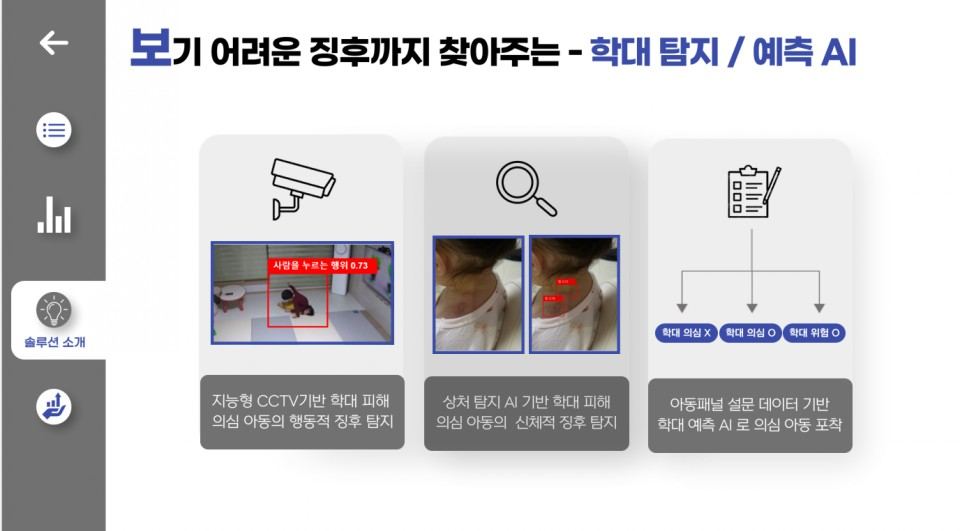 보기 어려운 징후까지 찾아주는 - 학대 탐지 / 예측 AI
솔루션 소개
사람을 누르는 행위 0.73
지능형 CCTV기반 학대 피해
의심 아동의 행동적 징후 탐지
상처 탐지 AI 기반 학대 피해
의심 아동의 신체적 징후 탐지
학대 의심 X
학대 의심 O
학대 위험 O
아동패널 설문 데이터 기반
학대 예측 AI 로 의심 아동 포착